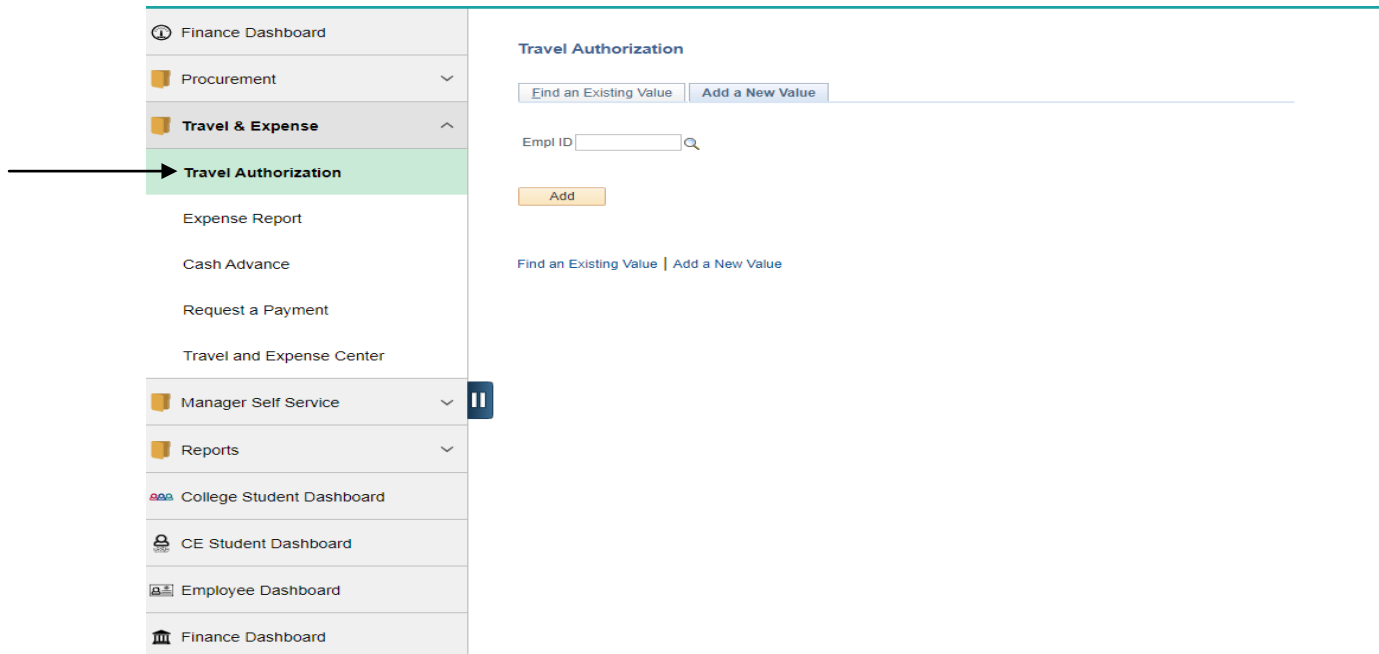 Finance Dashboard
Procurement
Travel & Expense
Travel Authorization
Expense Report
Cash Advance
Request a Payment
Travel and Expense Center
Manager Self Service
Reports
College Student Dashboard
CE Student Dashboard
Employee Dashboard
Finance Dashboard
Travel Authorization
Find an Existing Value Add a New Value
Empl ID
Add
Find an Existing Value | Add a New Value